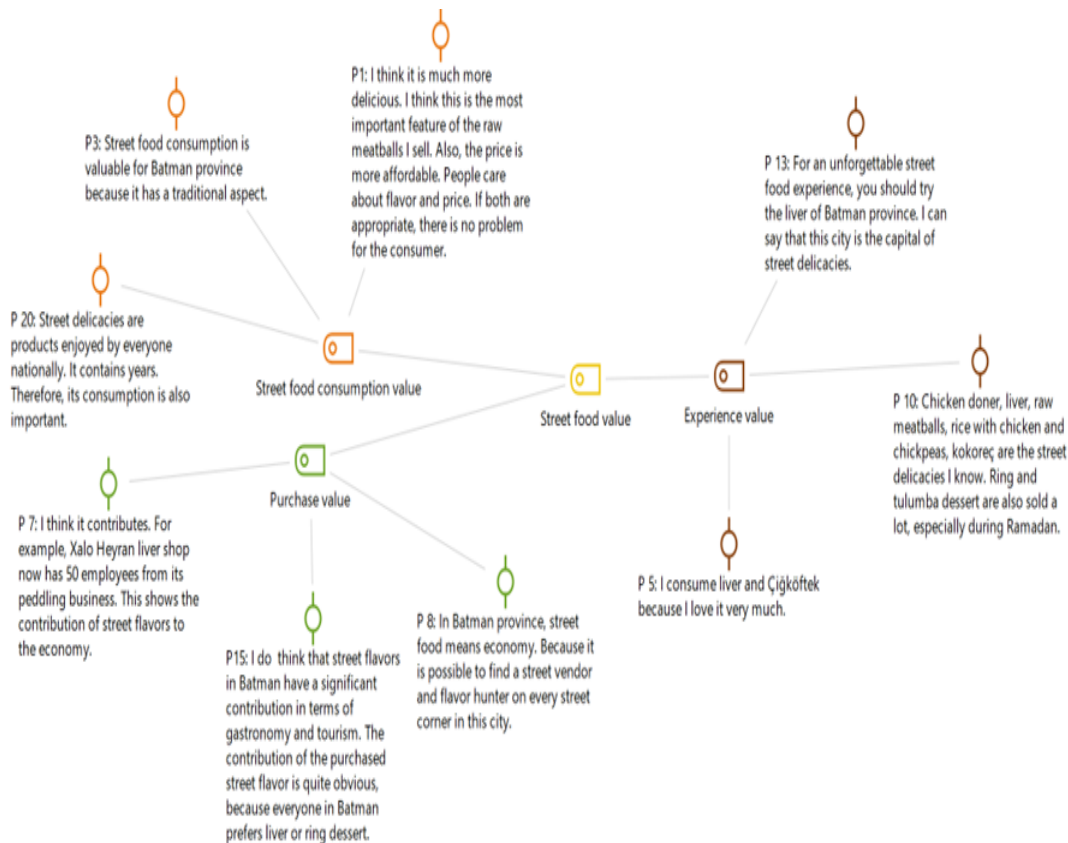 P1: I think it is much more
delicious. I think this is the most
important feature of the raw
meatballs I sell. Also, the price is
more affordable. People care
about flavor and price. If both are
appropriate, there is no problem
for the consumer.
P3: Street food consumption is
valuable for Batman province
because it has a traditional aspect.
P 13: For an unforgettable street
food experience, you should try
the liver of Batman province. I can
say that this city is the capital of
street delicacies.
P 20: Street delicacies are
products enjoyed by everyone
nationally. It contains years.
Therefore, its consumption is also
important.
Street food consumption value
Street food value
Experience value
P 10: Chicken doner, liver, raw
meatballs, rice with chicken and
chickpeas, kokoreç are the street
delicacies I know. Ring and
tulumba dessert are also sold a
lot, especially during Ramadan.
Purchase value
P 7: I think it contributes. For
example, Xalo Heyran liver shop
now has 50 employees from its
peddling business. This shows the
contribution of street flavors to
the economy.
P 5: I consume liver and Çiğköftek
because I love it very much.
P 8: In Batman province, street
food means economy. Because it
is possible to find a street vendor
and flavor hunter on every street
corner in this city.
P15: I do  think that street flavors
in Batman have a significant
contribution in terms of
gastronomy and tourism. The
contribution of the purchased
street flavor is quite obvious,
because everyone in Batman
prefers liver or ring dessert.